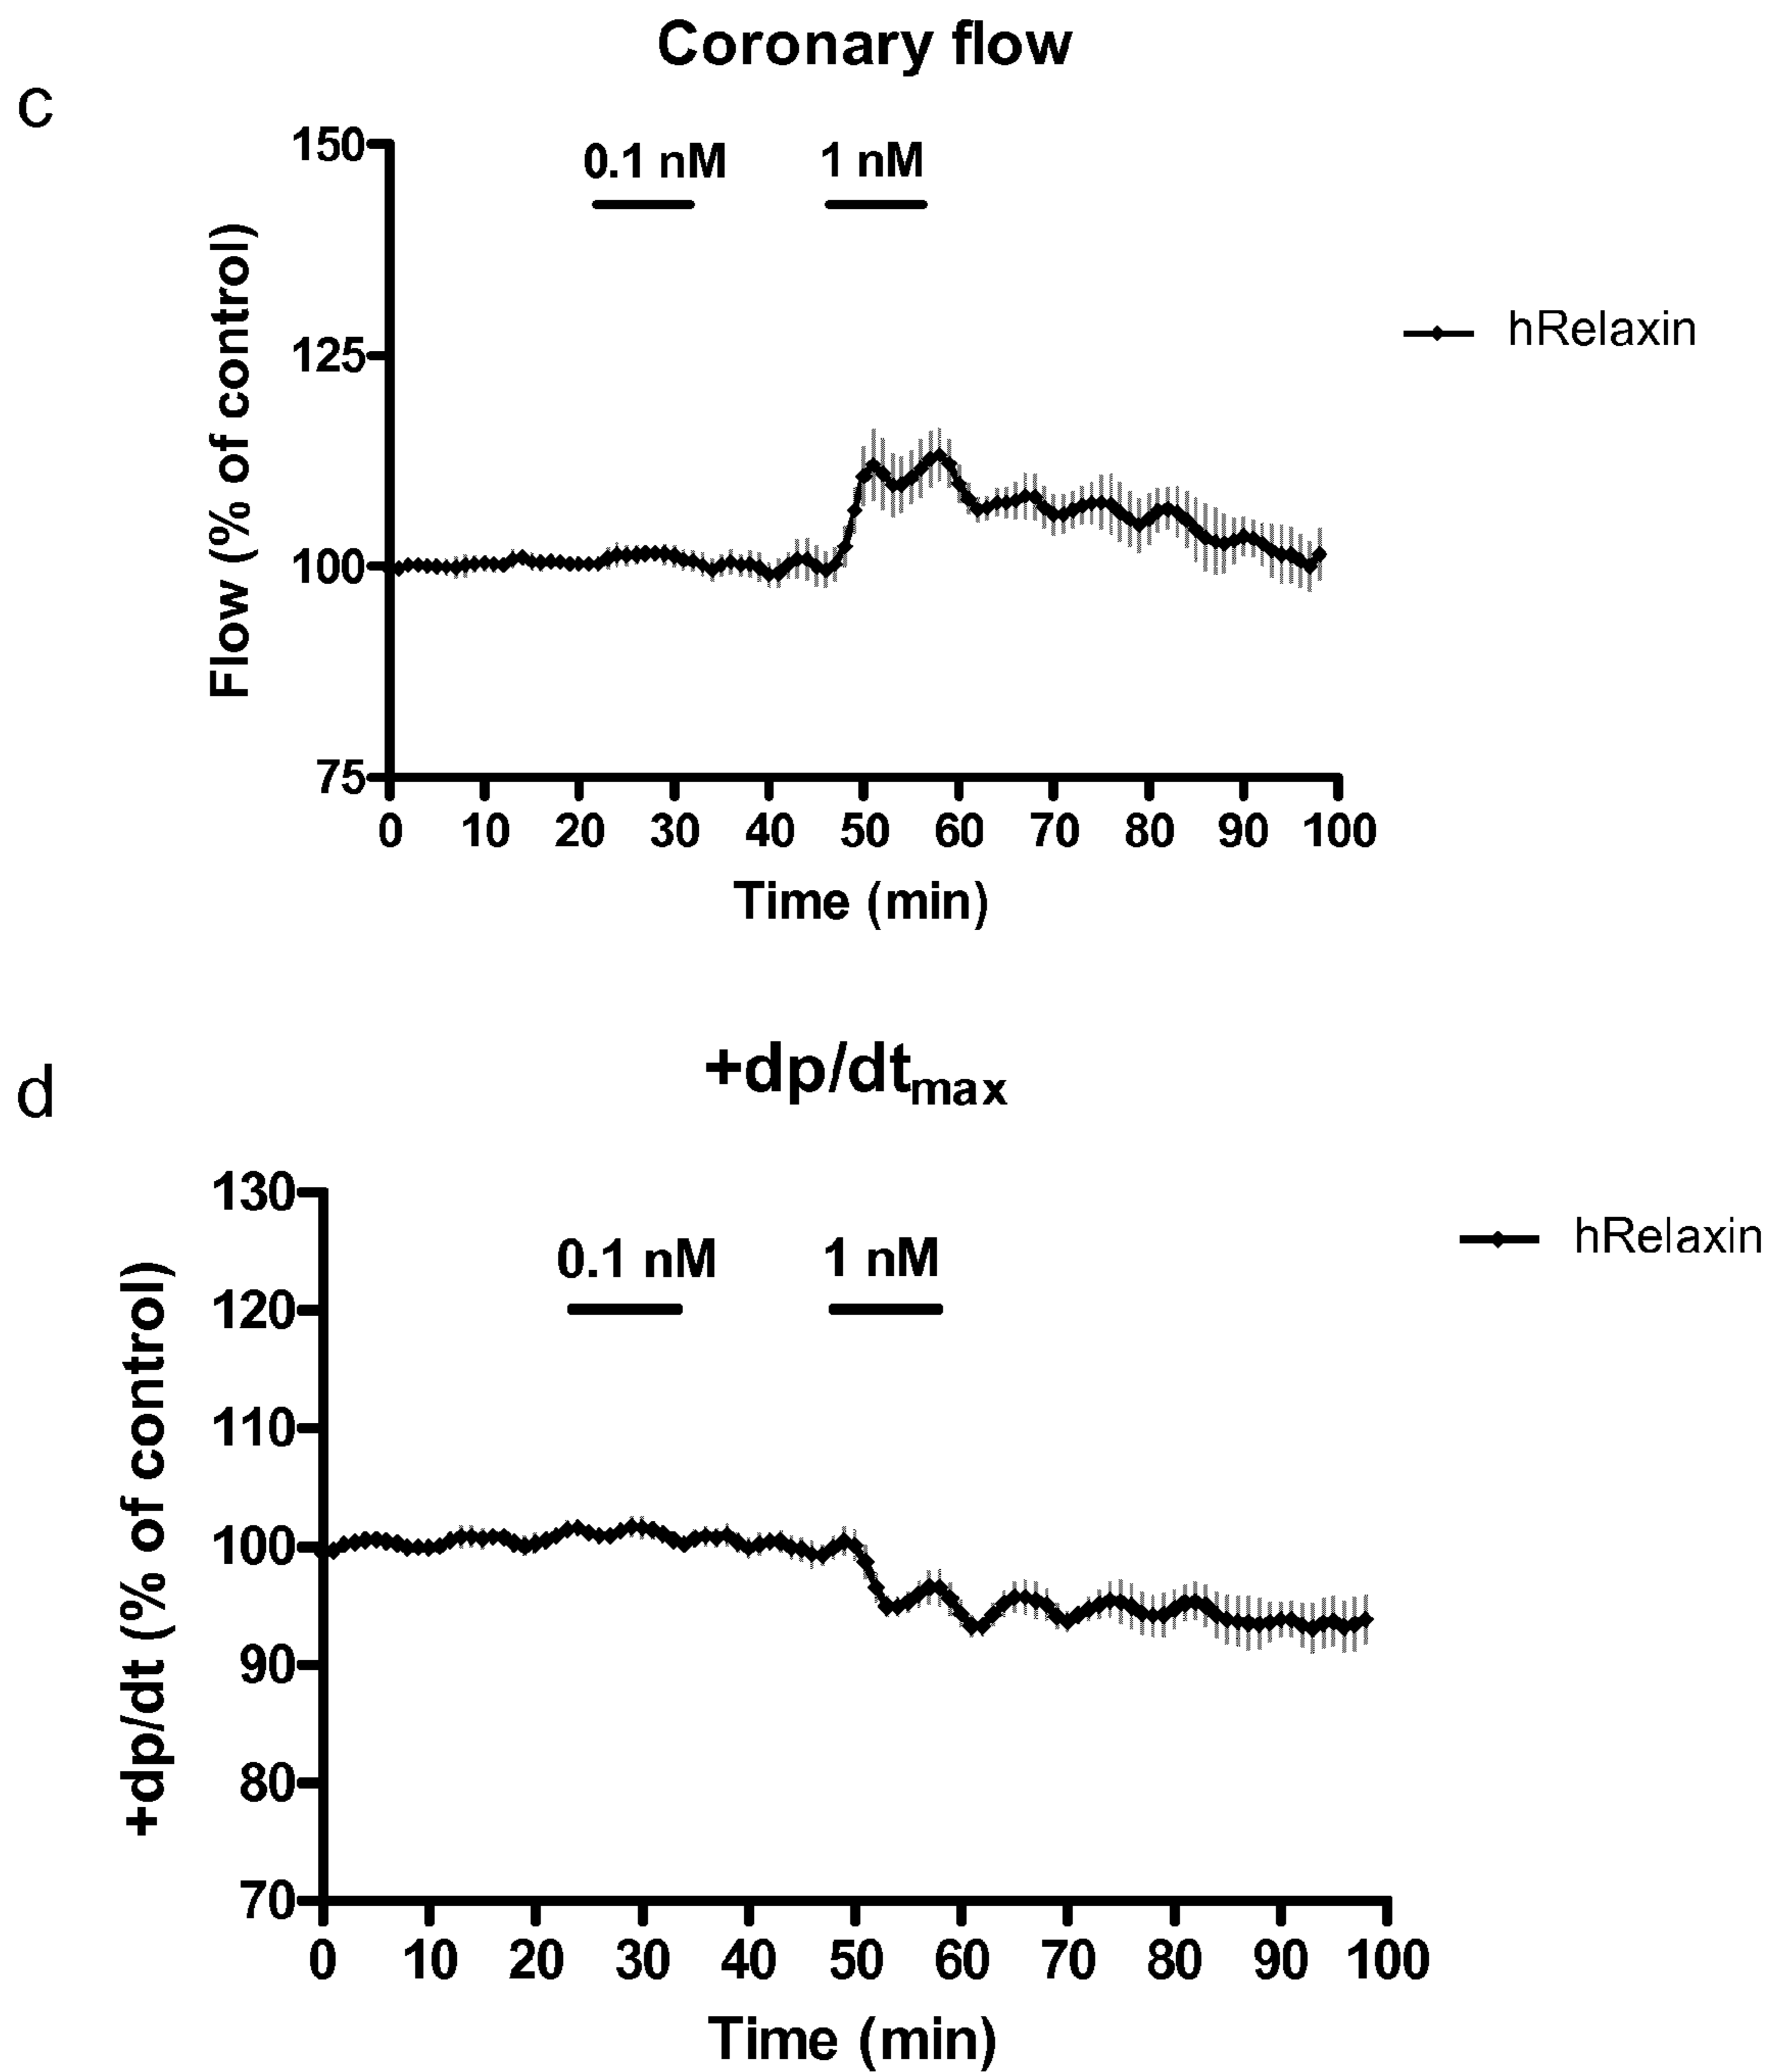 Coronary flow
c
150
0.1 nM 1 nM
125
hRelaxin
Flow (% of control)
100
75
0 10 20 30 40 50 60 70 80 90 100
Time (min)
+dp/dtmax
d
130
0.1 nM 1 nM
hRelaxin
120
110
+dp/dt (% of control)
100
90
80
70
0 10 20 30 40 50 60 70 80 90 100
Time (min)